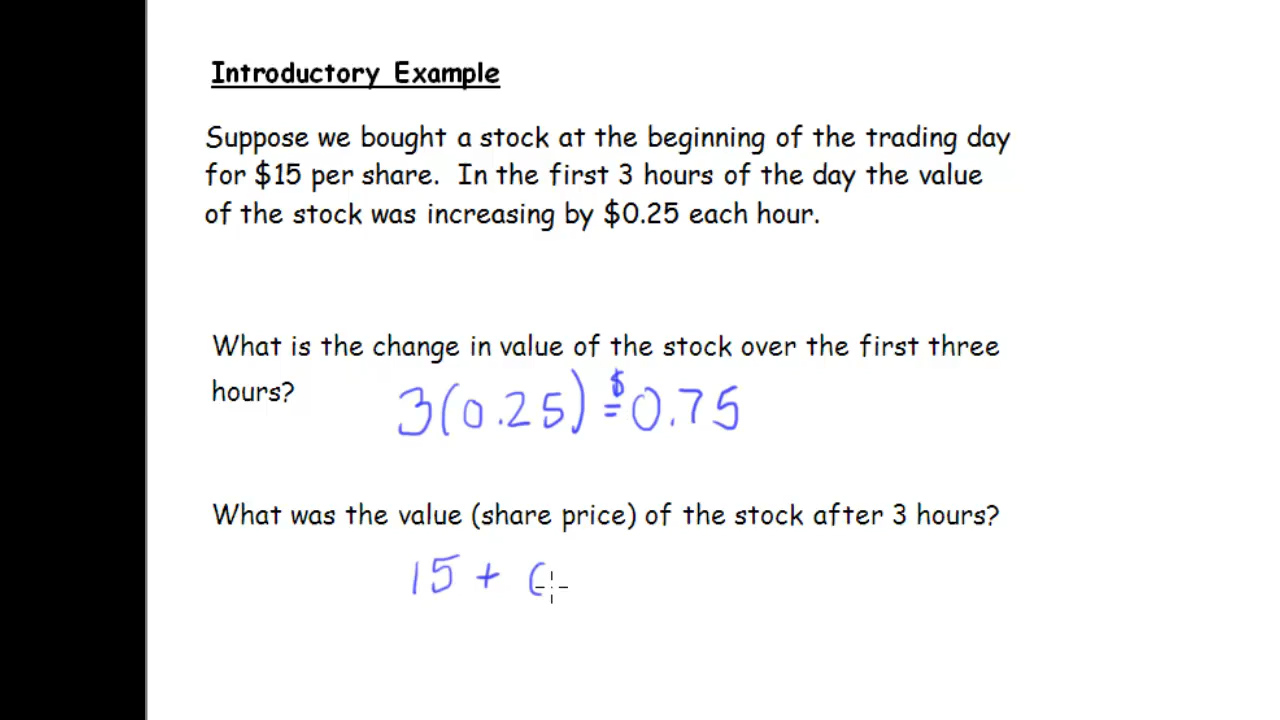 Introductory Example
Suppose we bought a stock at the beginning of the trading day
for $15 per share. In the first 3 hours of the day the value
of the stock was increasing by $0.25 each hour.
What is the change in value of the stock over the first three
hours? 3(0.25) = $0.75
What was the value (share price) of the stock after 3 hours?
15 + (